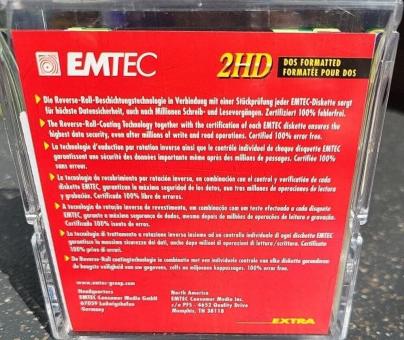 EMTEC
2HD
DOS FORMATTED
FORMATÉE POUR DOS
Die Reverse-Roll-Beschichtungstechnologie in Verbindung mit einer Stückprüfung jeder EMTEC-Diskette sorgt
für höchste Datensicherheit, auch nach Millionen Schreib- und Lesevorgängen. Zertifiziert 100% fehlerfrei.
The Reverse-Roll-Coating Technology together with the certification of each EMTEC diskette ensures the
highest data security, even after millions of write and read operations. Certified 100% error free.
La technologie d'enduction par rotation inverse ainsi que le contrôle individuel de chaque disquette EMTEC
garantissent une sécurité des données importante même après des millions de passages. Certifiée 100%
sans erreur.
La tecnología de recubrimiento por rotación inversa, en combinación con el control y verificación de cada
diskette EMTEC, garantizan la máxima seguridad de los datos, aun tras millones de operaciones de lectura
y grabación. Certificado 100% libre de errores.
A tecnologia de rotação inversa de revestimento, em combinação com um teste efectuado a cada disquete
EMTEC, garante a máxima segurança de dados, mesmo depois de milhões de operações de leitura e gravação.
Certificado 100% isento de erros.
La tecnologia di trattamento a rotazione inversa insieme ad un controllo individuale di ogni dischetto EMTEC
garantisce la massima sicurezza dei dati, anche dopo milioni di operazioni di lettura/scrittura. Certificato
100% privo di errori.
De Reverse-Roll coatingtechnologie in combinatie met een individuele controle van elke diskette garanderen
de hoogste veiligheid van uw gegevens, zelfs na miljoenen koppassages. 100% error free.
www.emtec-group.com
Headquarters
EMTEC Consumer Media GmbH
67059 Ludwigshafen
Germany
North America
EMTEC Consumer Media Inc.
c/o PFS - 4652 Quality Drive
Memphis, TN 38118
EXTRA